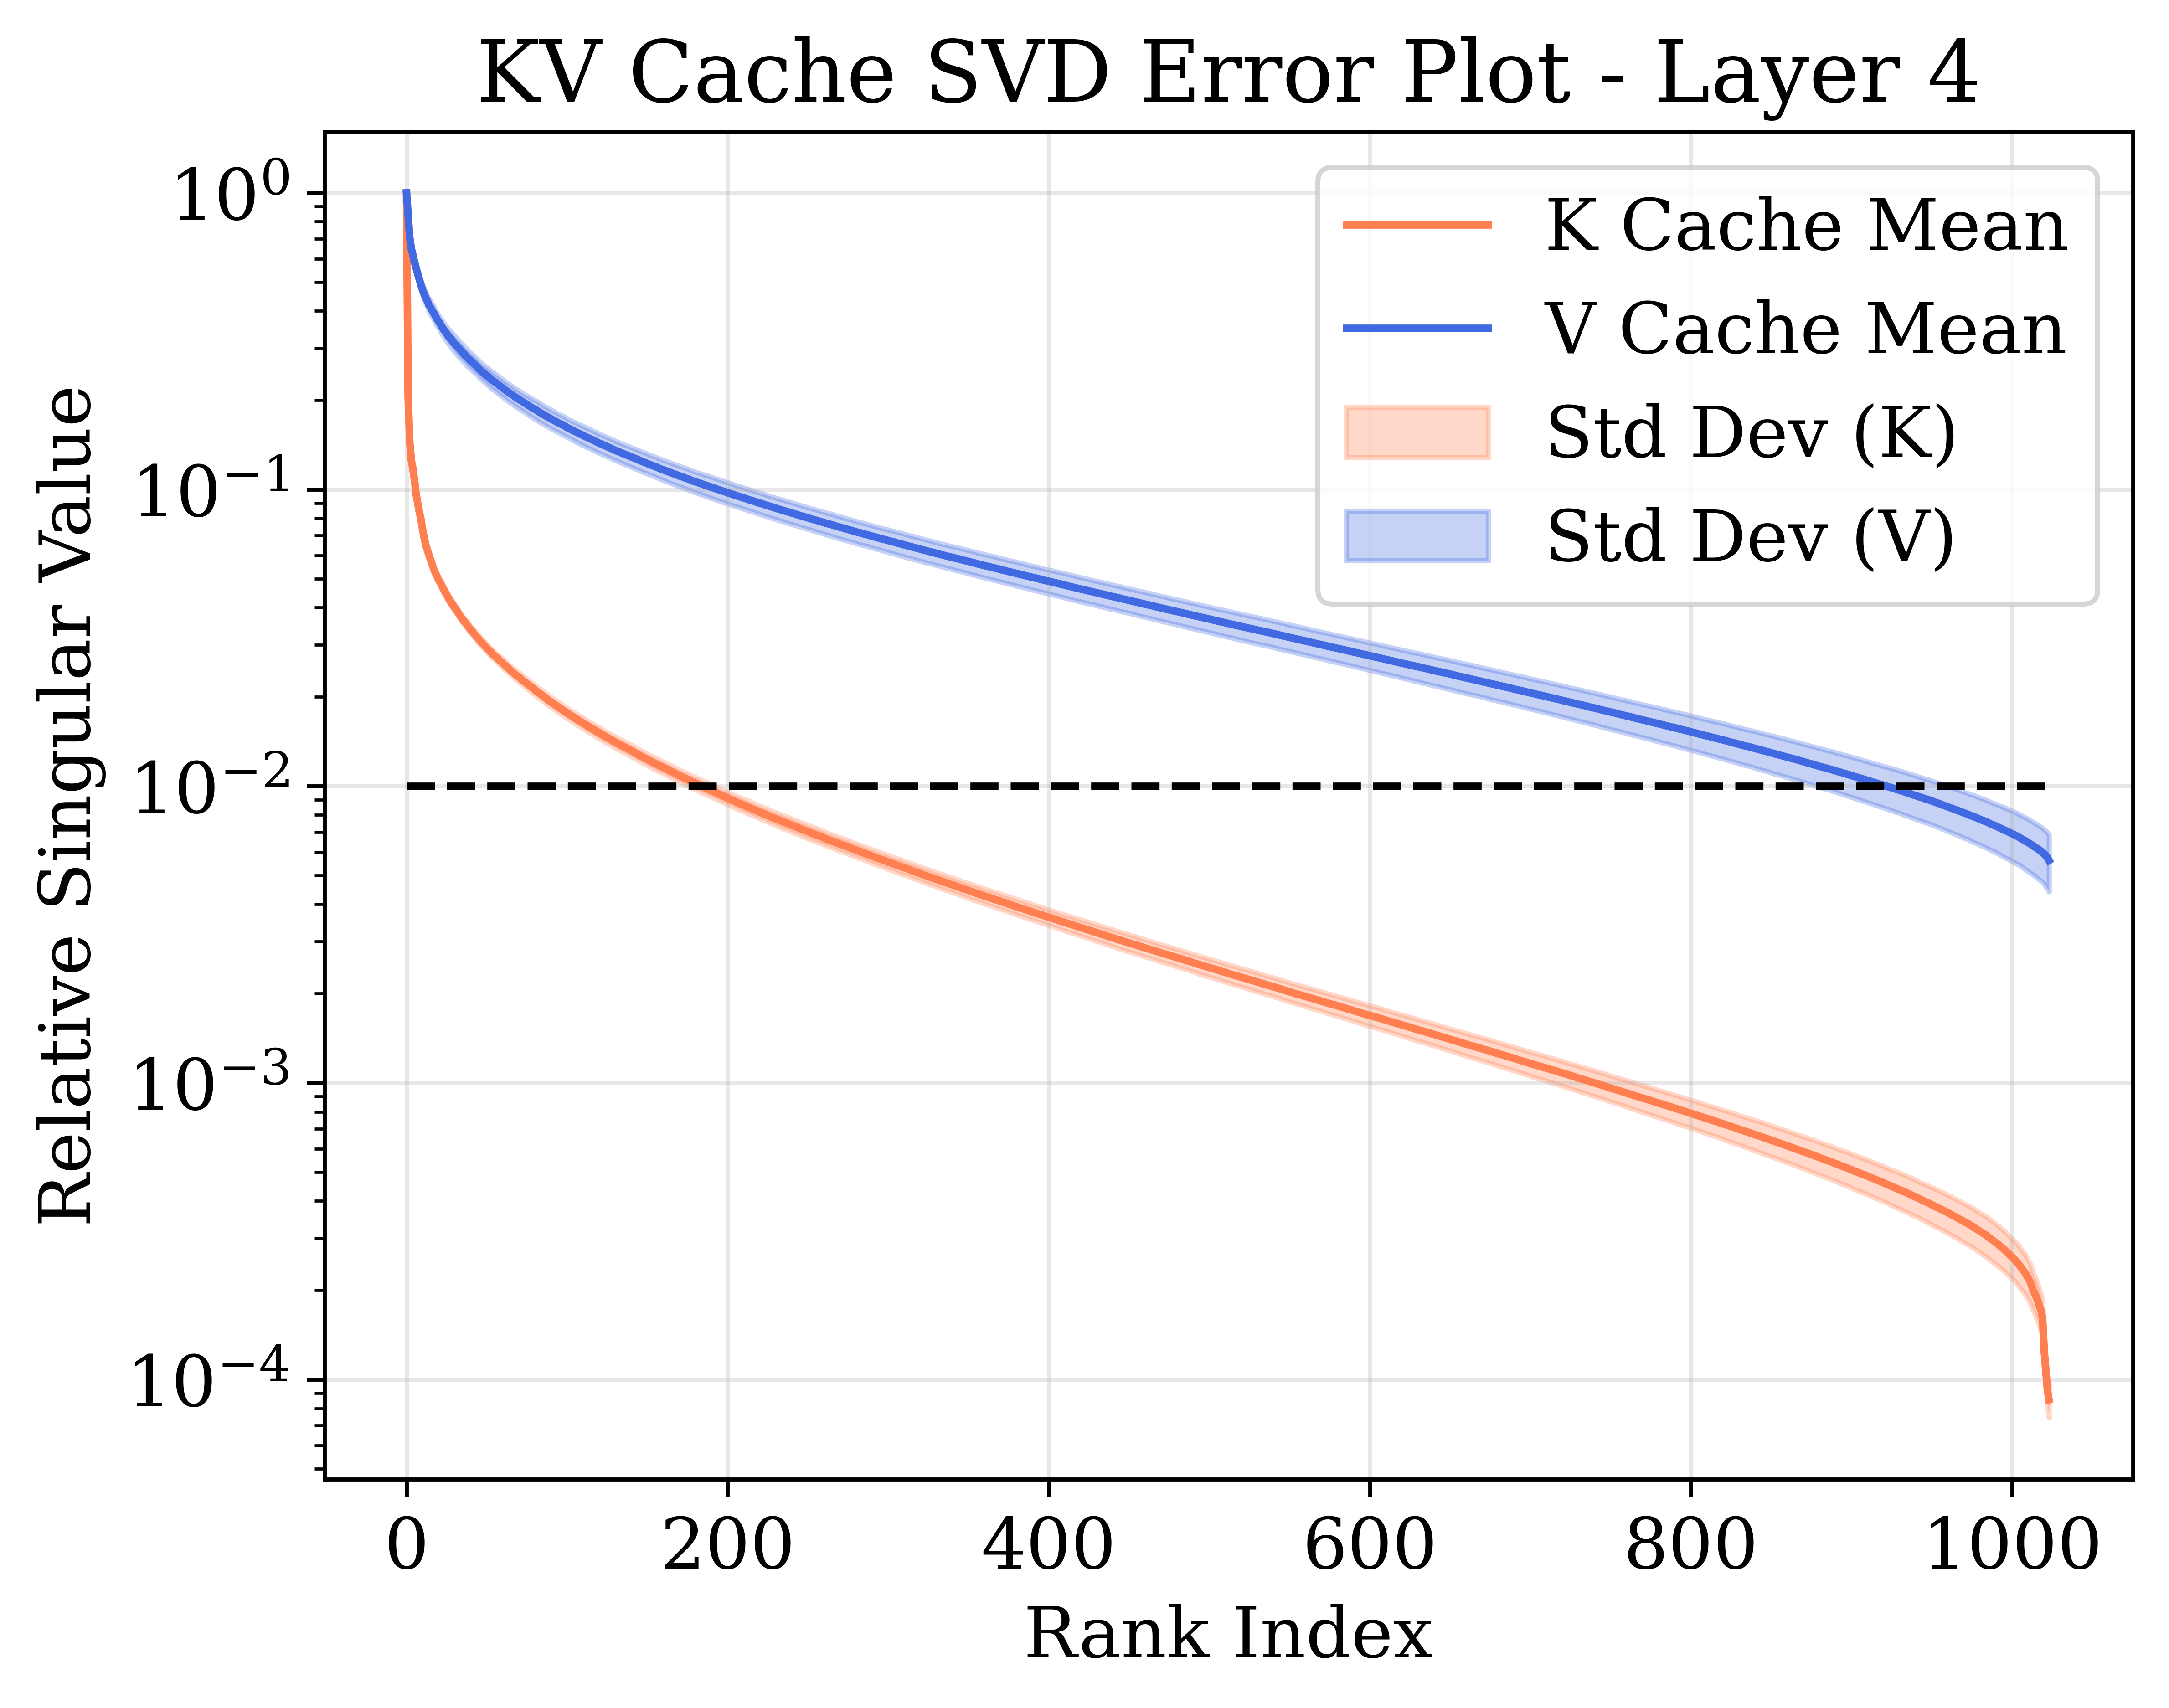 KV Cache SVD Error Plot - Layer 4
K Cache Mean
V Cache Mean
Std Dev (K)
Std Dev (V)
Relative Singular Value
10⁰
10⁻¹
10⁻²
10⁻³
10⁻⁴
0 200 400 600 800 1000
Rank Index